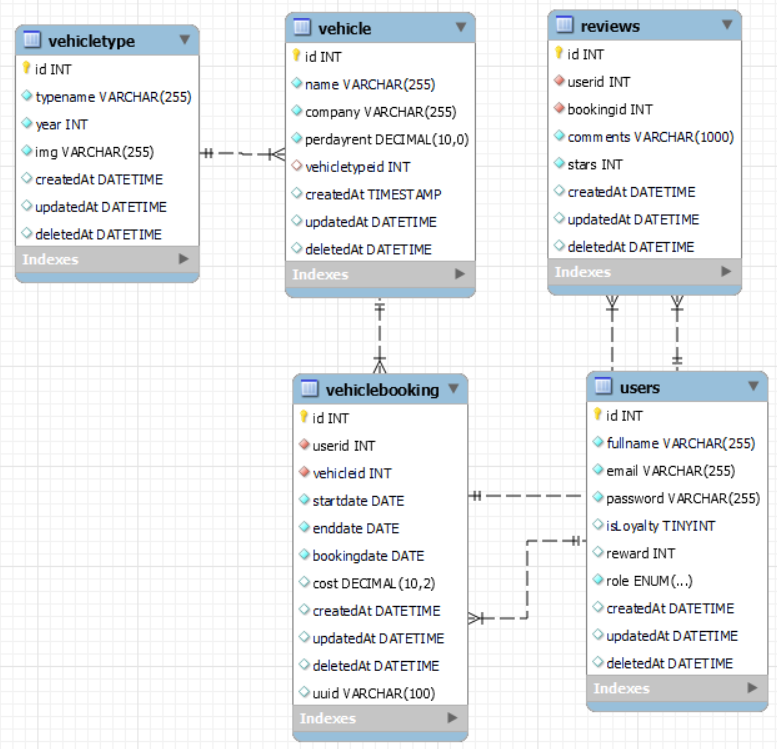 vehicletype
id INT
typename VARCHAR(255)
year INT
img VARCHAR(255)
createdAt DATETIME
updatedAt DATETIME
deletedAt DATETIME
Indexes
vehicle
id INT
name VARCHAR(255)
company VARCHAR(255)
perdayrent DECIMAL(10,0)
vehicletypeid INT
createdAt TIMESTAMP
updatedAt DATETIME
deletedAt DATETIME
Indexes
reviews
id INT
userid INT
bookingid INT
comments VARCHAR(1000)
stars INT
createdAt DATETIME
updatedAt DATETIME
deletedAt DATETIME
Indexes
vehiclebooking
id INT
userid INT
vehicleid INT
startdate DATE
enddate DATE
bookingdate DATE
cost DECIMAL(10,2)
createdAt DATETIME
updatedAt DATETIME
deletedAt DATETIME
uuid VARCHAR(100)
Indexes
users
id INT
fullname VARCHAR(255)
email VARCHAR(255)
password VARCHAR(255)
isLoyalty TINYINT
reward INT
role ENUM(...)
createdAt DATETIME
updatedAt DATETIME
deletedAt DATETIME
Indexes